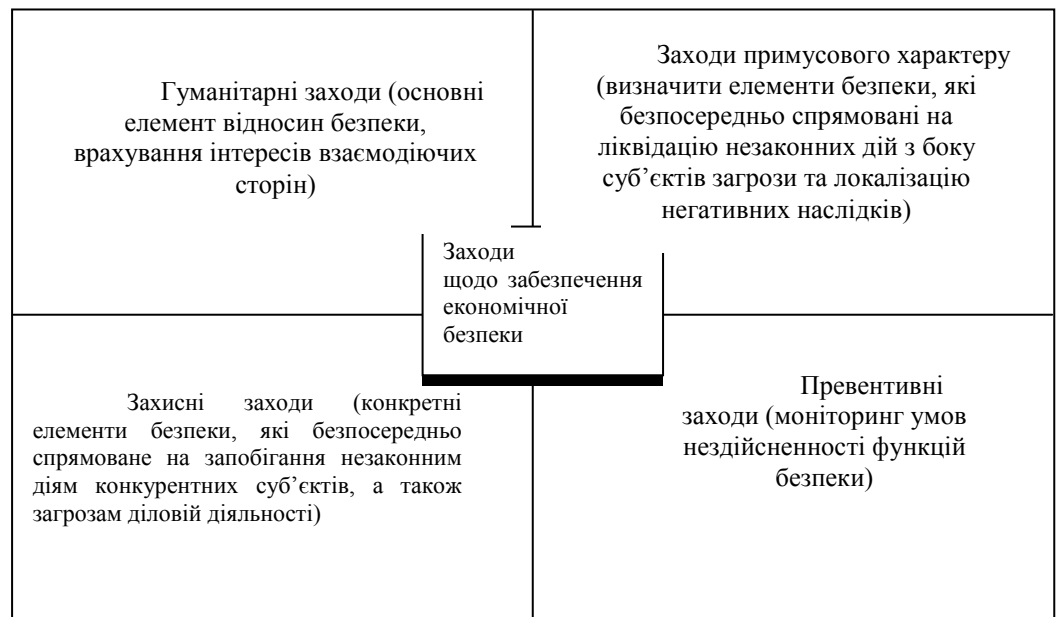 Гуманітарні заходи (основні
елемент відносин безпеки,
врахування інтересів взаємодіючих
сторін)
Заходи примусового характеру
(визначити елементи безпеки, які
безпосередньо спрямовані на
ліквідацію незаконних дій з боку
суб’єктів загрози та локалізацію
негативних наслідків)
Заходи
щодо забезпечення
економічної
безпеки
Захисні заходи (конкретні
елементи безпеки, які безпосередньо
спрямоване на запобігання незаконним
діям конкурентних суб’єктів, а також
загрозам діловій діяльності)
Превентивні
заходи (моніторинг умов
нездійсненності функцій
безпеки)